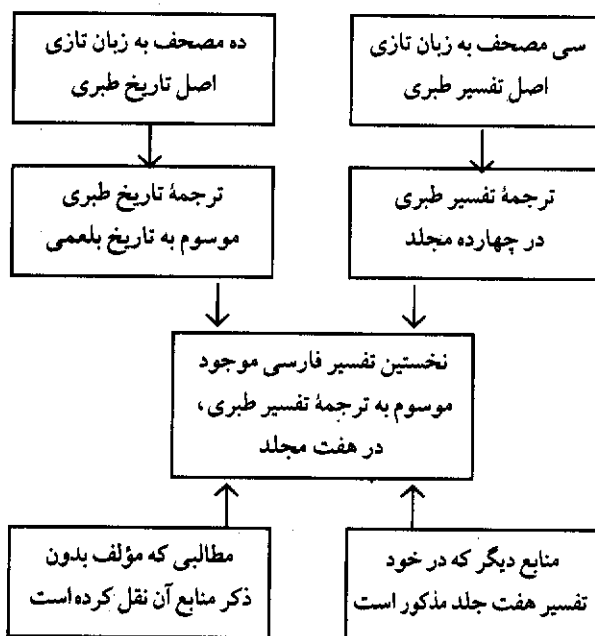 سی مصحف به زبان تازی
اصل تفسیر طبری
ده مصحف به زبان تازی
اصل تاریخ طبری
ترجمهٔ تفسیر طبری
در چهارده مجلد
ترجمهٔ تاریخ طبری
موسوم به تاریخ بلعمی
نخستین تفسیر فارسی موجود
موسوم به ترجمهٔ تفسیر طبری،
در هفت مجلد
منابع دیگر که در خود
تفسیر هفت جلد مذکور است
مطالبی که مؤلف بدون
ذکر منابع آن نقل کرده است